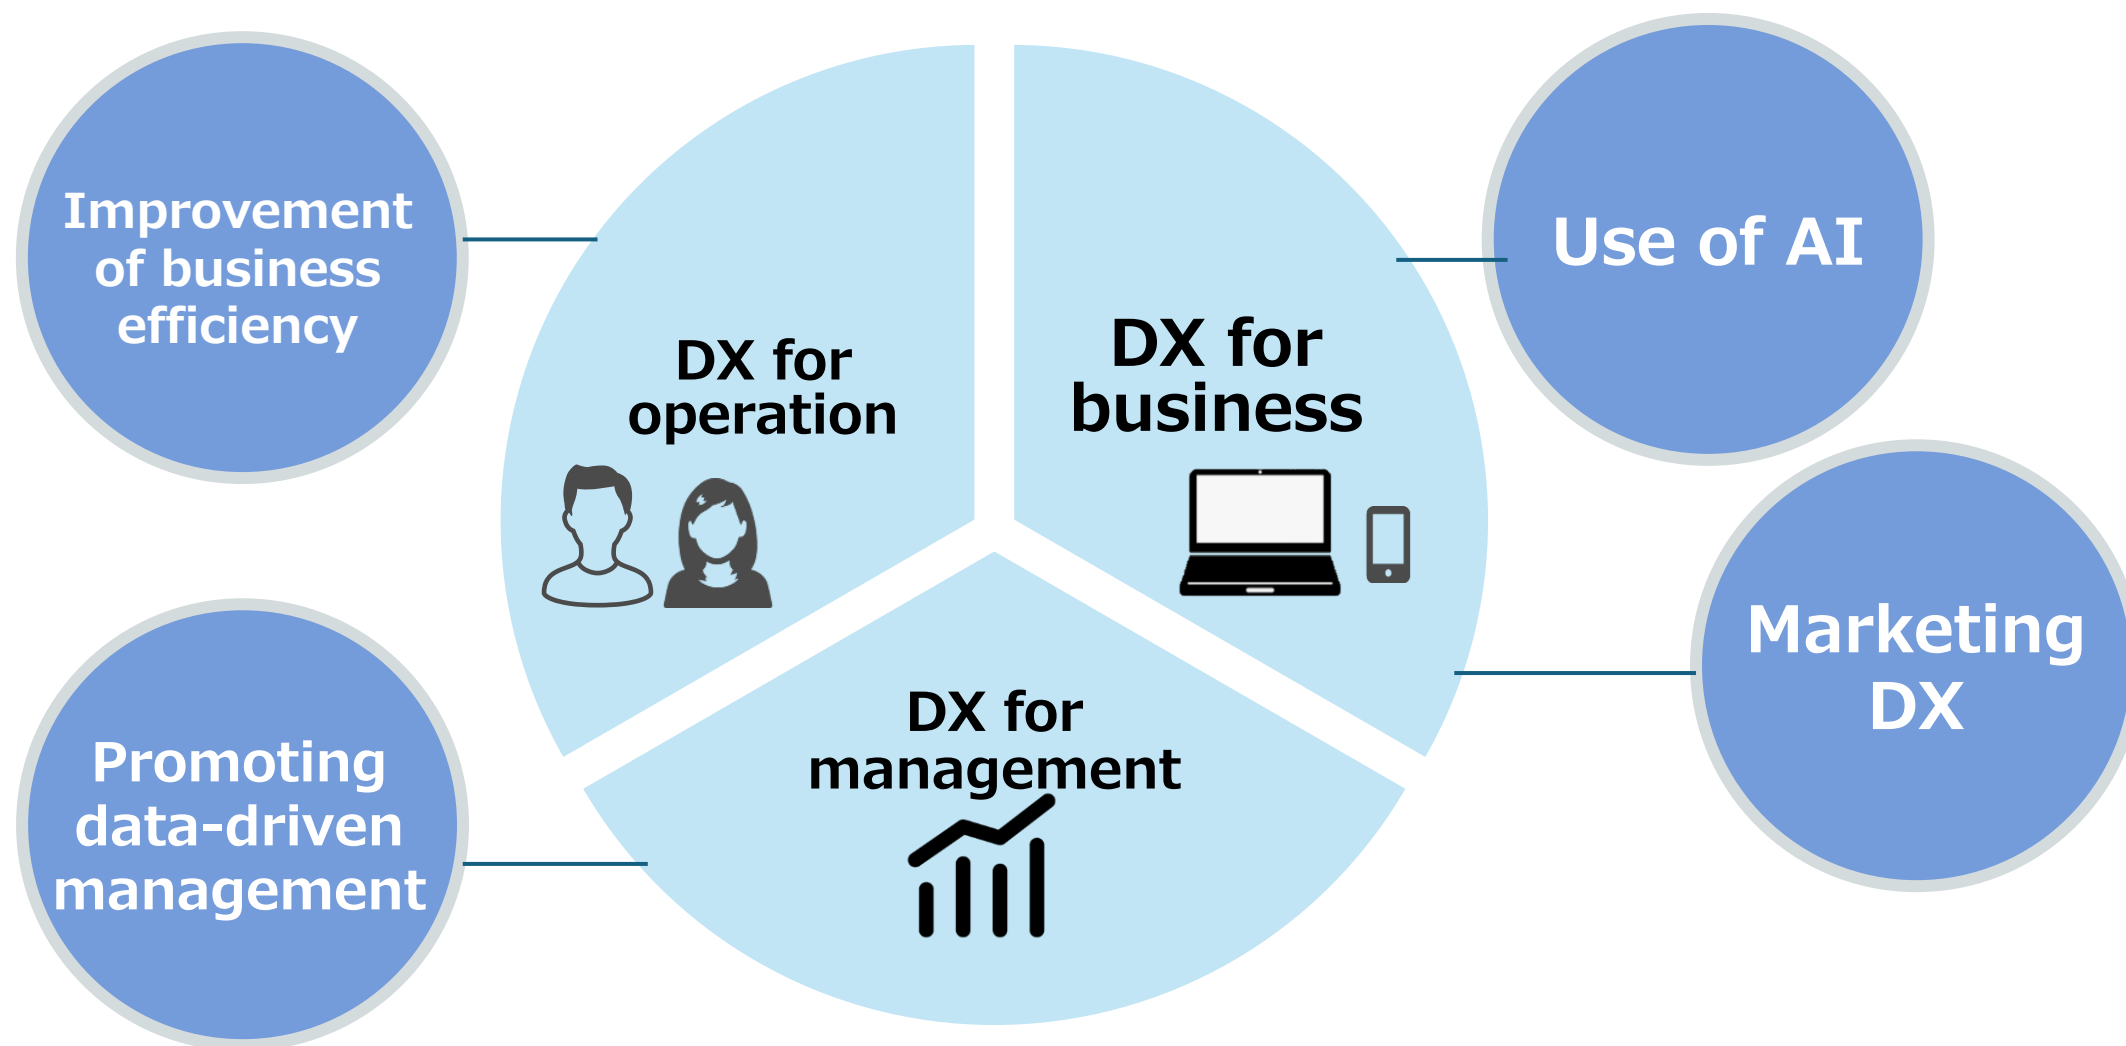 Improvement
of business
efficiency
DX for
operation
DX for
business
Use of AI
Marketing
DX
DX for
management
Promoting
data-driven
management